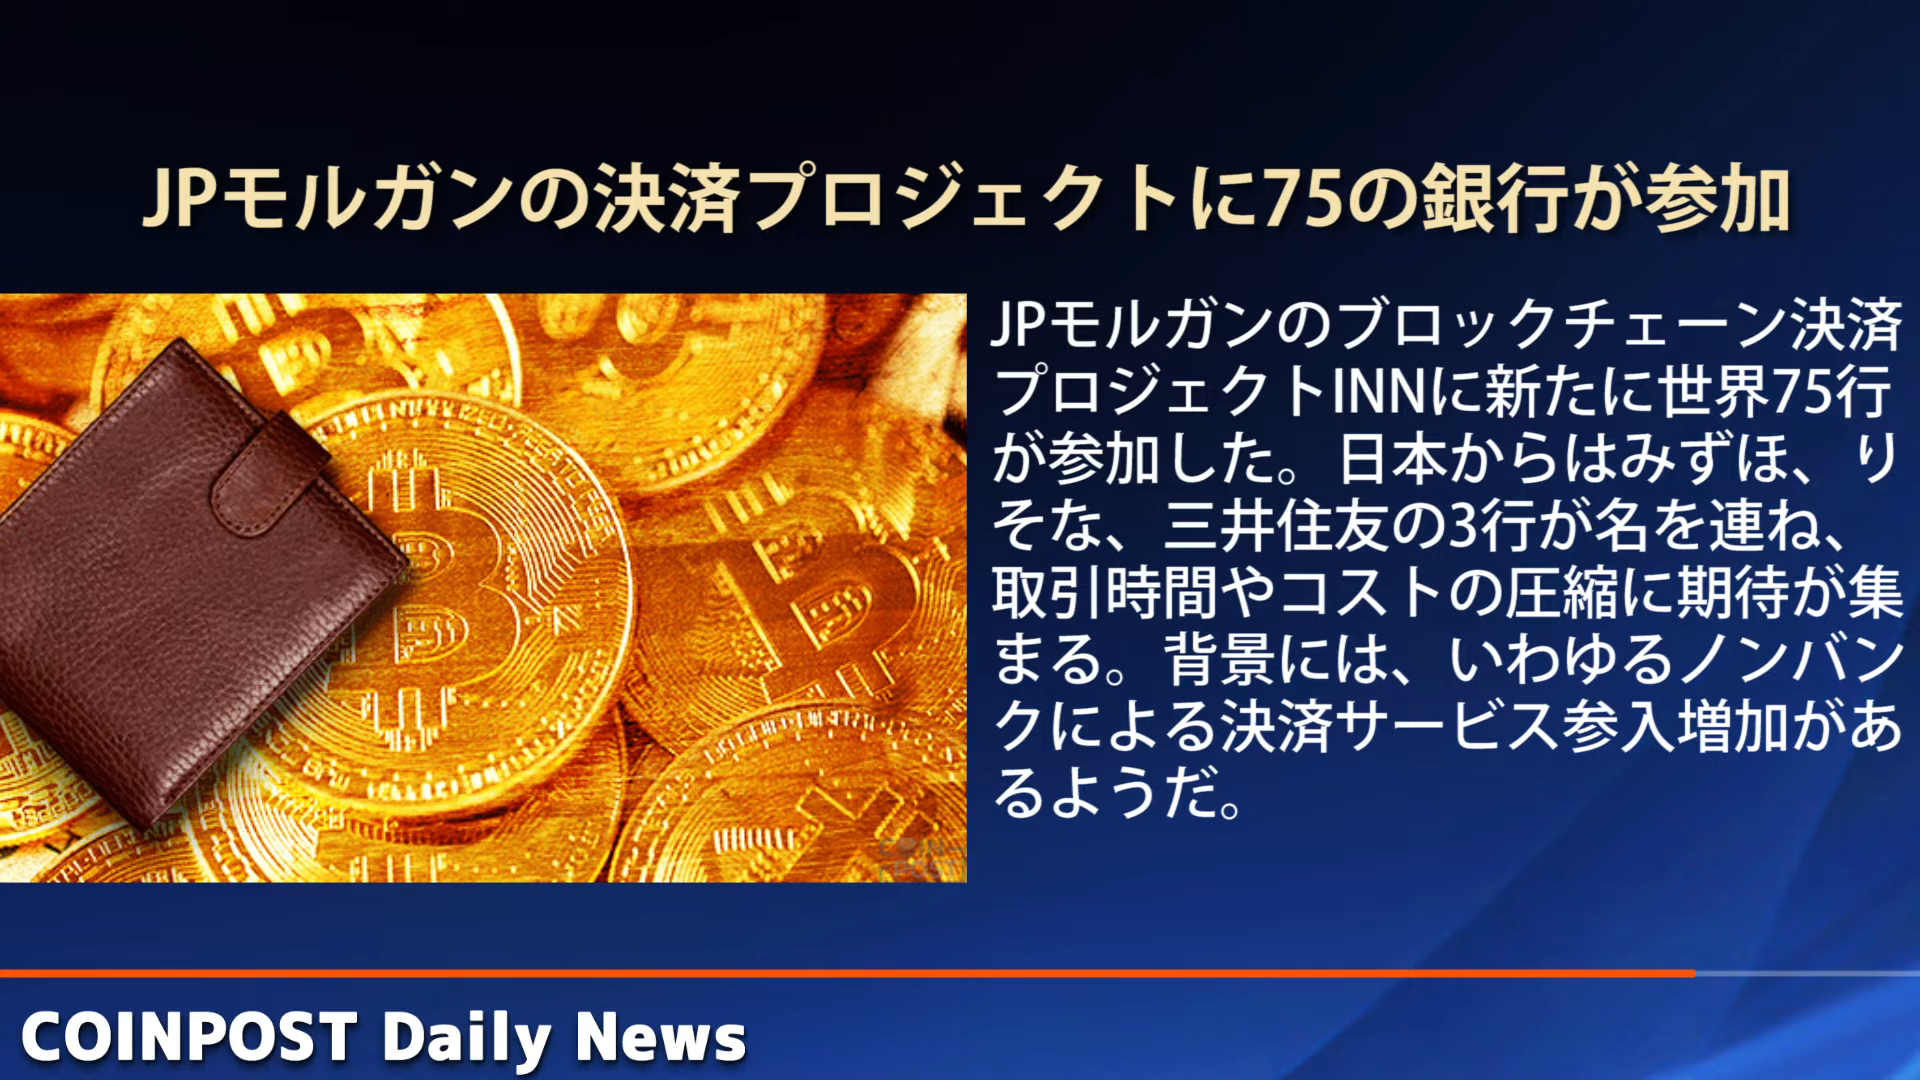 JPモルガンの決済プロジェクトに75の銀行が参加
JPモルガンのブロックチェーン決済
プロジェクトINNに新たに世界75行
が参加した。日本からはみずほ、り
そな、三井住友の3行が名を連ね、
取引時間やコストの圧縮に期待が集
まる。背景には、いわゆるノンバン
クによる決済サービス参入増加があ
るようだ。
COINPOST Daily News